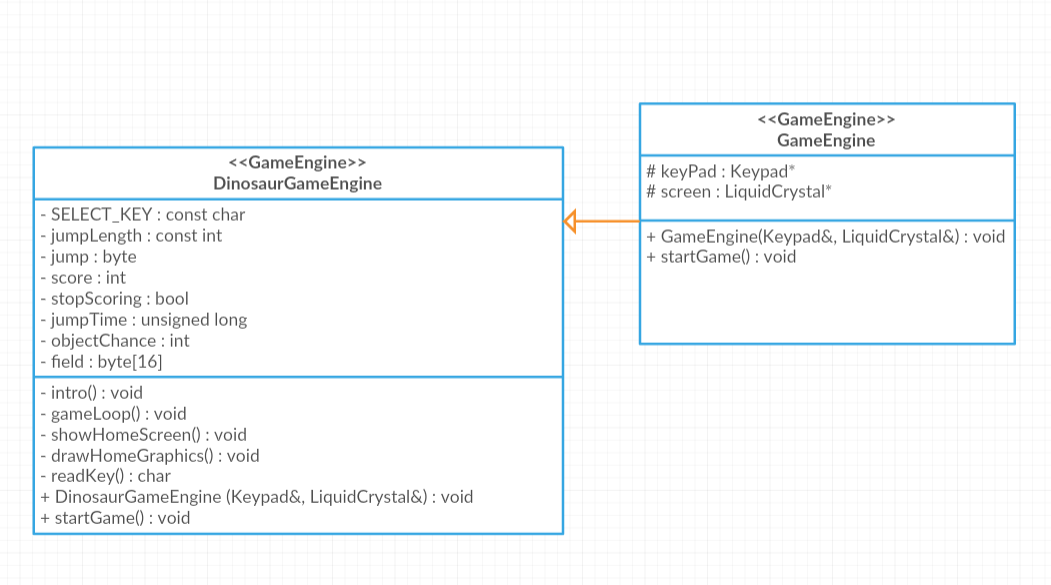 <<GameEngine>>
DinosaurGameEngine
- SELECT_KEY : const char
- jumpLength : const int
- jump : byte
- score : int
- stopScoring : bool
- jumpTime : unsigned long
- objectChance : int
- field : byte[16]
- intro() : void
- gameLoop() : void
- showHomeScreen() : void
- drawHomeGraphics() : void
- readKey() : char
+ DinosaurGameEngine (Keypad&, LiquidCrystal&) : void
+ startGame() : void
<<GameEngine>>
GameEngine
# keyPad : Keypad*
# screen : LiquidCrystal*
+ GameEngine(Keypad&, LiquidCrystal&) : void
+ startGame() : void